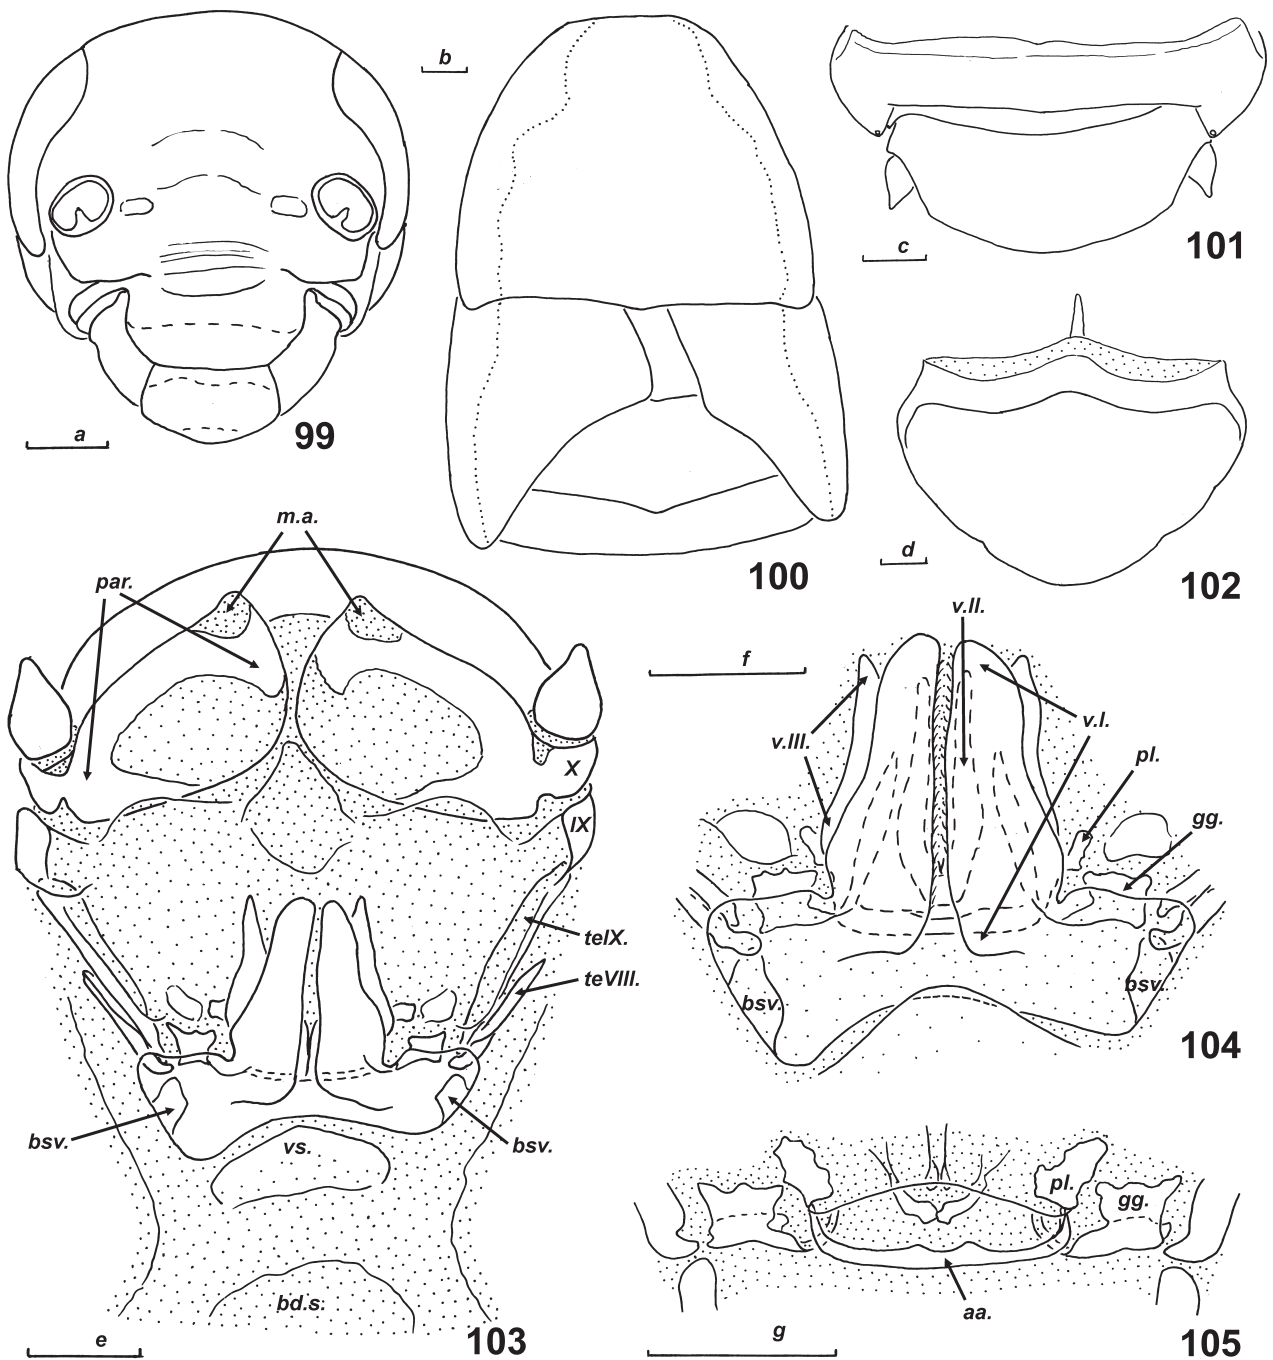 b
c
101
a
99
d
102
100
m.a.
par.
X
IX
teIX.
teVIII.
bsv.
bsv.
vs.
bd.s.
e
103
f
v.II.
v.III.
v.I.
pl.
gg.
bsv.
bsv.
104
pl.
gg.
aa.
g
105